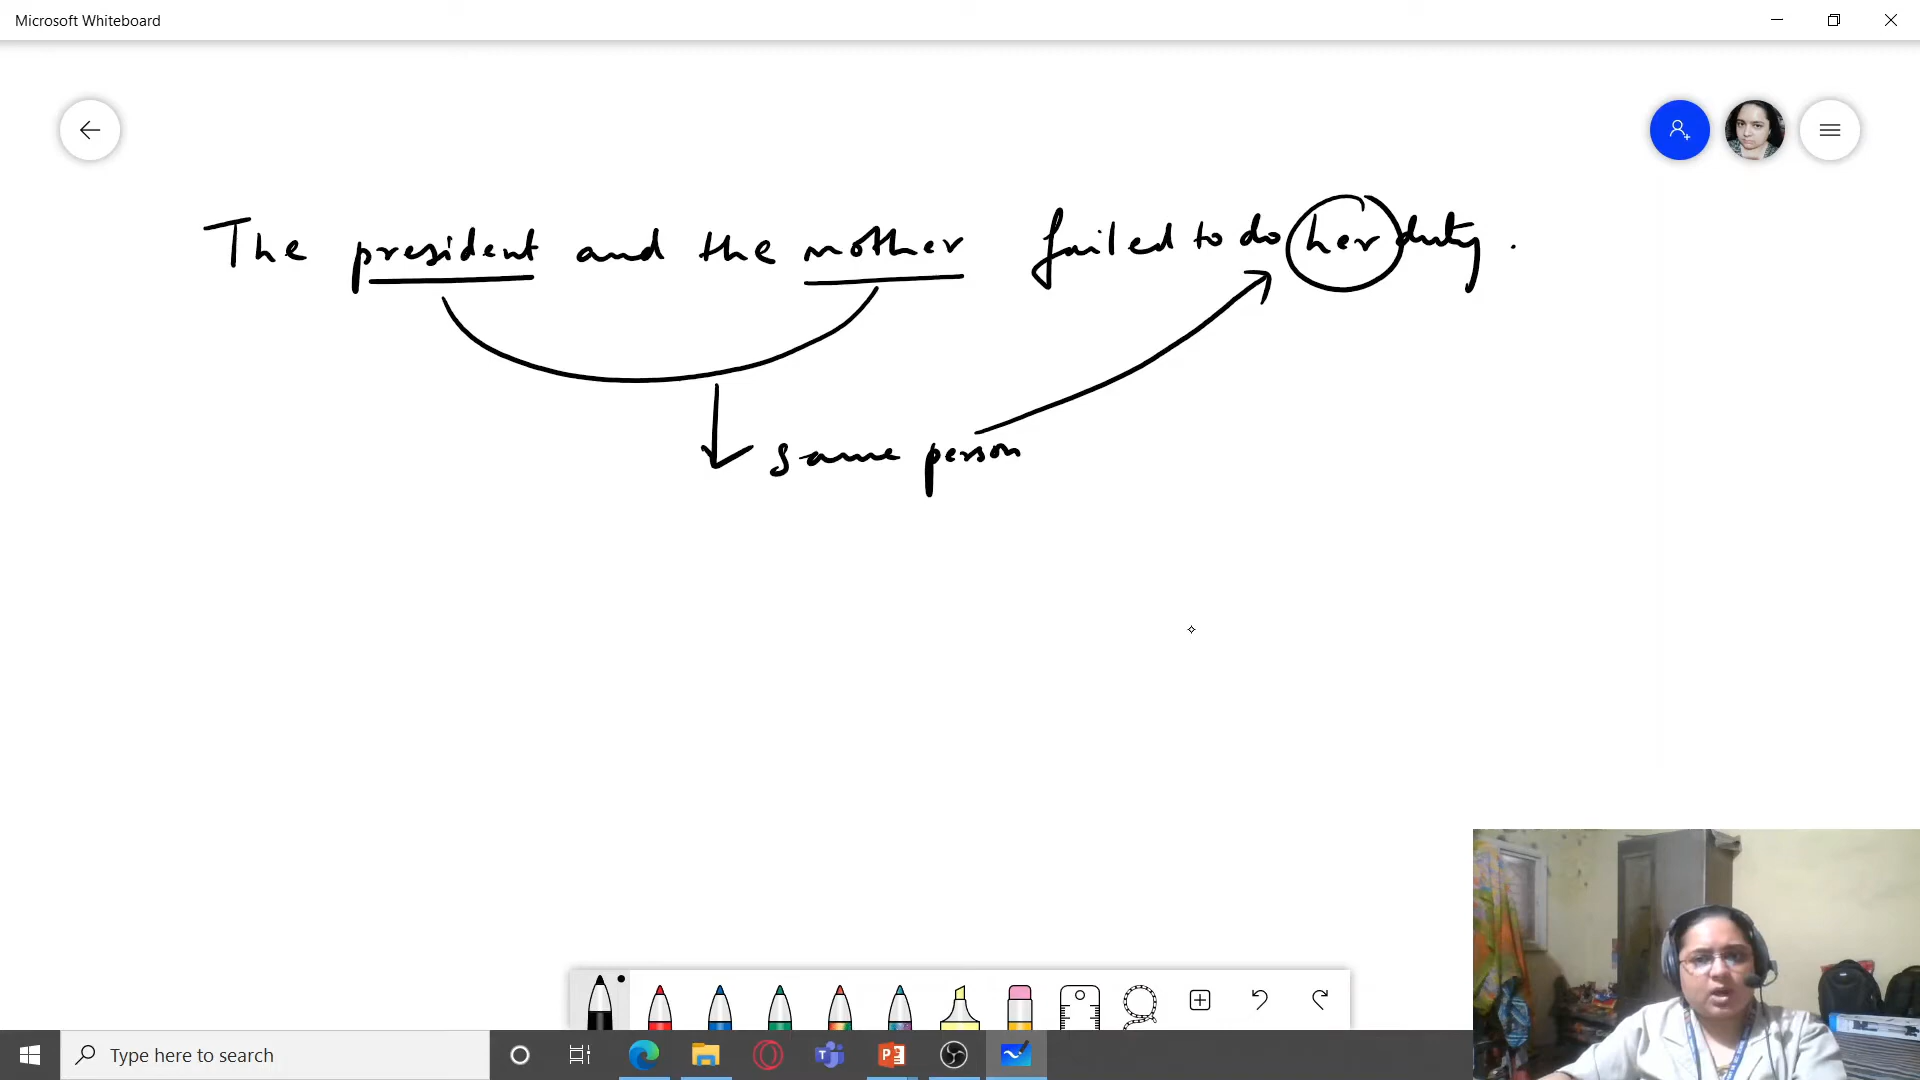 Microsoft Whiteboard
The president and the mother failed to do her duty.
same person
Type here to search